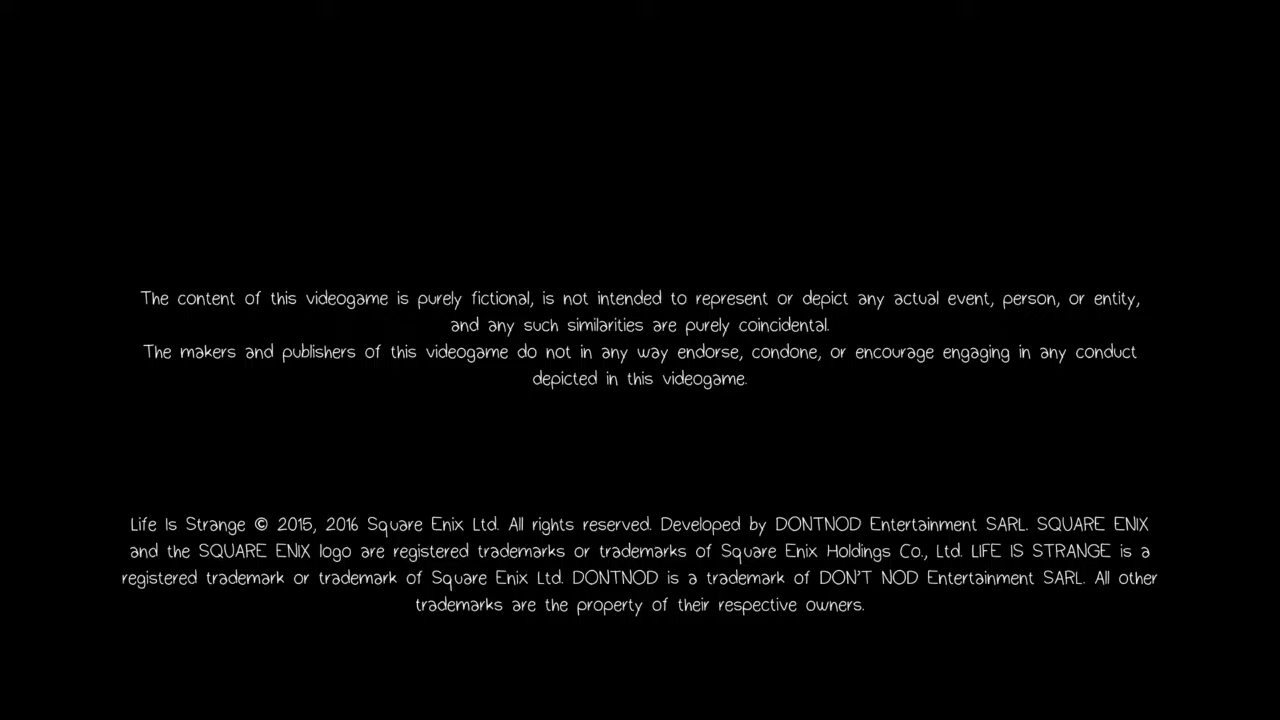 The content of this videogame is purely fictional, is not intended to represent or depict any actual event, person, or entity,
and any such similarities are purely coincidental.
The makers and publishers of this videogame do not in any way endorse, condone, or encourage engaging in any conduct
depicted in this videogame.
Life Is Strange © 2015, 2016 Square Enix Ltd. All rights reserved. Developed by DONTNOD Entertainment SARL. SQUARE ENIX
and the SQUARE ENIX logo are registered trademarks or trademarks of Square Enix Holdings Co., Ltd. LIFE IS STRANGE is a
registered trademark or trademark of Square Enix Ltd. DONTNOD is a trademark of DON'T NOD Entertainment SARL. All other
trademarks are the property of their respective owners.